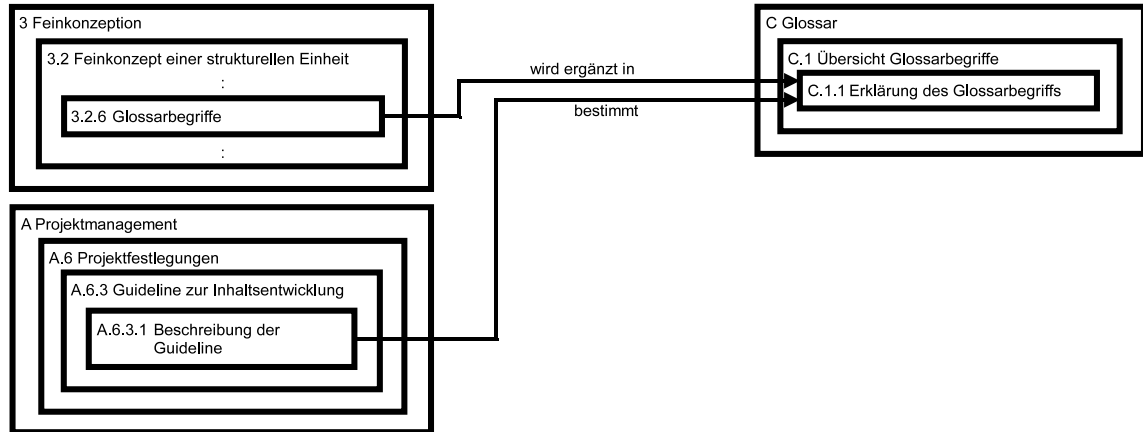 3 Feinkonzeption
3.2 Feinkonzept einer strukturellen Einheit
:
3.2.6 Glossarbegriffe
:
wird ergänzt in
bestimmt
C Glossar
C.1 Übersicht Glossarbegriffe
C.1.1 Erklärung des Glossarbegriffs
A Projektmanagement
A.6 Projektfestlegungen
A.6.3 Guideline zur Inhaltsentwicklung
A.6.3.1 Beschreibung der
Guideline